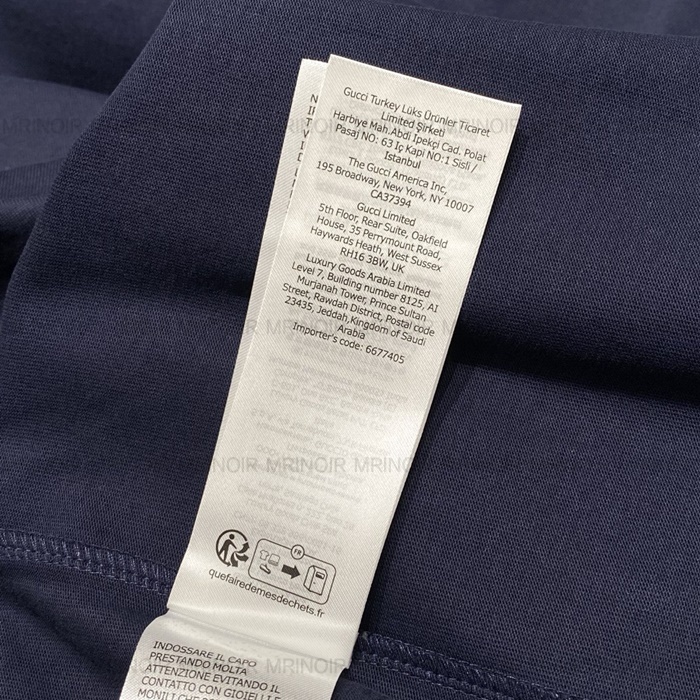 Gucci Turkey Lüks Ürünler Ticaret
Limited Şirketi
Harbiye Mah.Abdi Ipekçi Cad. Polat
Pasaj NO: 63 Iç Kapi NO:1 Sisli /
Istanbul
The Gucci America Inc,
195 Broadway, New York, NY 10007
CA37394
Gucci Limited
5th Floor, Rear Suite, Oakfield
House, 35 Perrymount Road,
Haywards Heath, West Sussex
RH16 3BW, UK
Luxury Goods Arabia Limited
Level 7, Building number 8125, Al
Murjanah Tower, Prince Sultan
Street, Rawdah District, Postal code
23435, Jeddah,Kingdom of Saudi
Arabia
Importer's code: 6677405
MRINOIR MRINOIR
FR
quefairedemesdechets.fr
INDOSSARE IL CAPO
PRESTANDO MOLTA
ATTENZIONE EVITANDO IL
CONTATTO CON GIOIELLI E